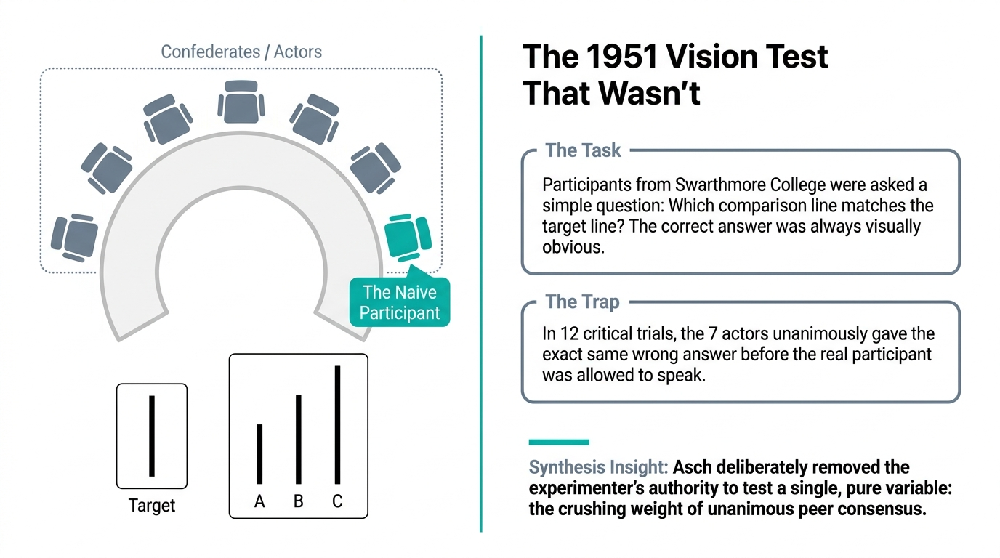 Confederates / Actors
The Naive
Participant
Target
A B C
The 1951 Vision Test
That Wasn't
The Task
Participants from Swarthmore College were asked a
simple question: Which comparison line matches the
target line? The correct answer was always visually
obvious.
The Trap
In 12 critical trials, the 7 actors unanimously gave the
exact same wrong answer before the real participant
was allowed to speak.
Synthesis Insight: Asch deliberately removed the
experimenter's authority to test a single, pure variable:
the crushing weight of unanimous peer consensus.